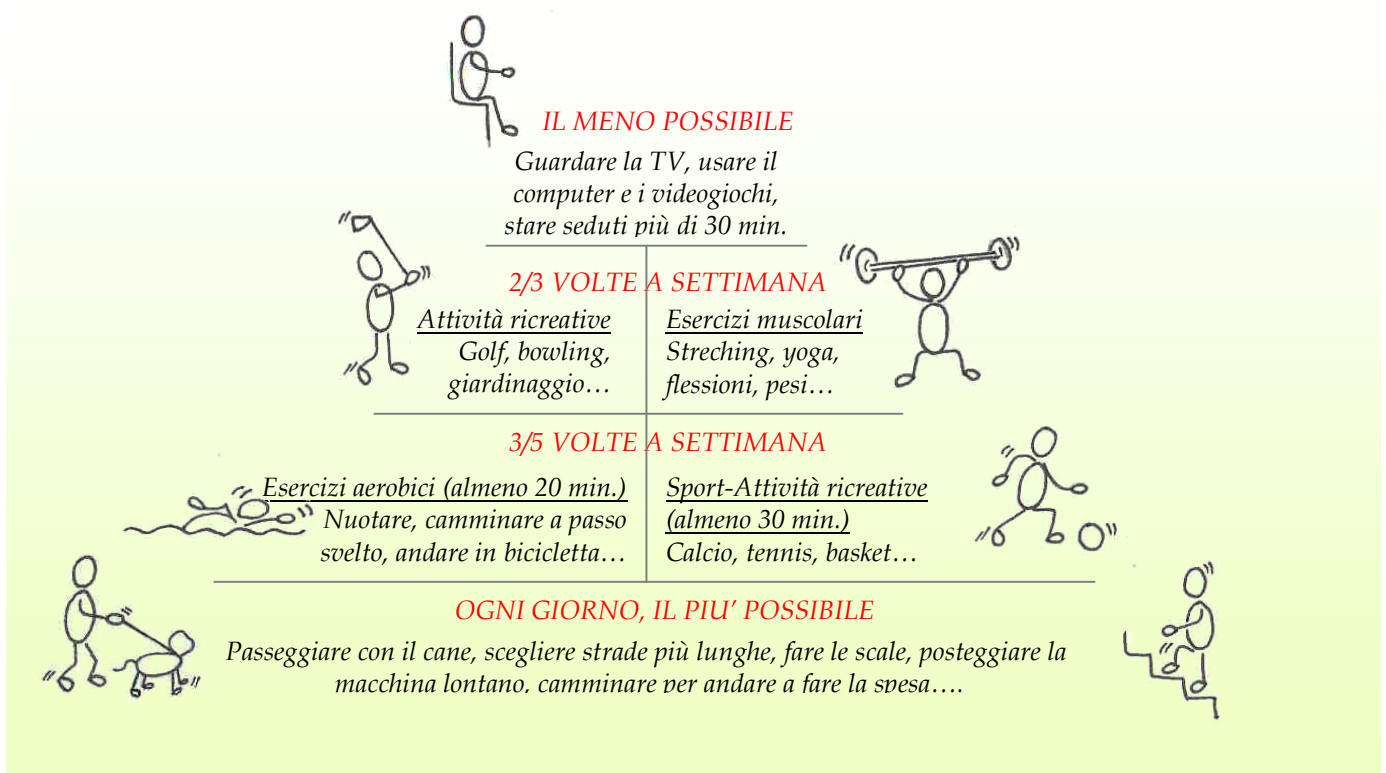 IL MENO POSSIBILE
Guardare la TV, usare il
computer e i videogiochi,
stare seduti più di 30 min.
2/3 VOLTE A SETTIMANA
Attività ricreative
Golf, bowling,
giardinaggio…
Esercizi muscolari
Streching, yoga,
flessioni, pesi…
3/5 VOLTE A SETTIMANA
Esercizi aerobici (almeno 20 min.)
Nuotare, camminare a passo
svelto, andare in bicicletta…
Sport-Attività ricreative
(almeno 30 min.)
Calcio, tennis, basket…
OGNI GIORNO, IL PIU’ POSSIBILE
Passeggiare con il cane, scegliere strade più lunghe, fare le scale, posteggiare la
macchina lontano, camminare per andare a fare la spesa….